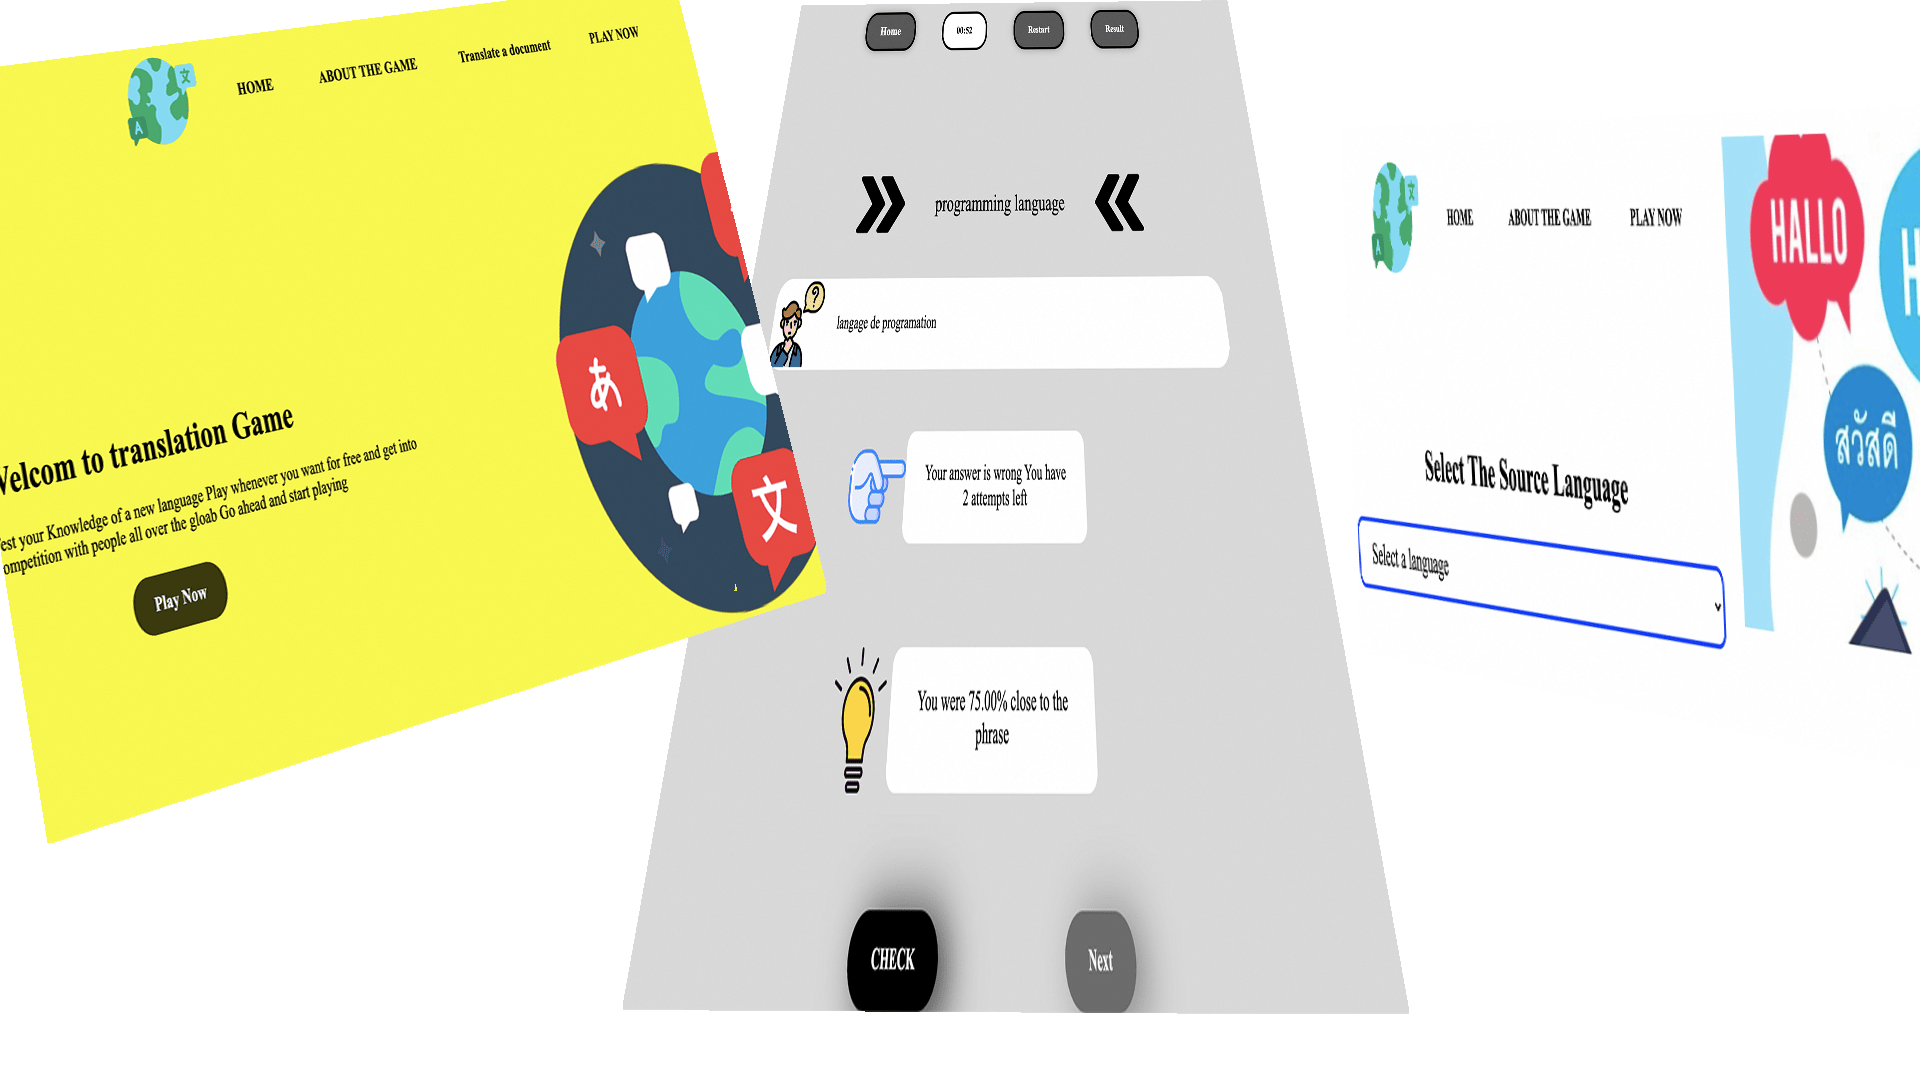 HOME
ABOUT THE GAME
Translate a document
PLAY NOW
文
A
あ
文
Welcom to translation Game
est your Knowledge of a new language Play whenever you want for free and get into
ompetition with people all over the gloab Go ahead and start playing
Play Now
Home
00:52
Restart
Result
programming language
?
langage de programation
Your answer is wrong You have
2 attempts left
You were 75.00% close to the
phrase
CHECK
Next
文
A
HOME
ABOUT THE GAME
PLAY NOW
HALLO
H
สวัสดี
Select The Source Language
Select a language